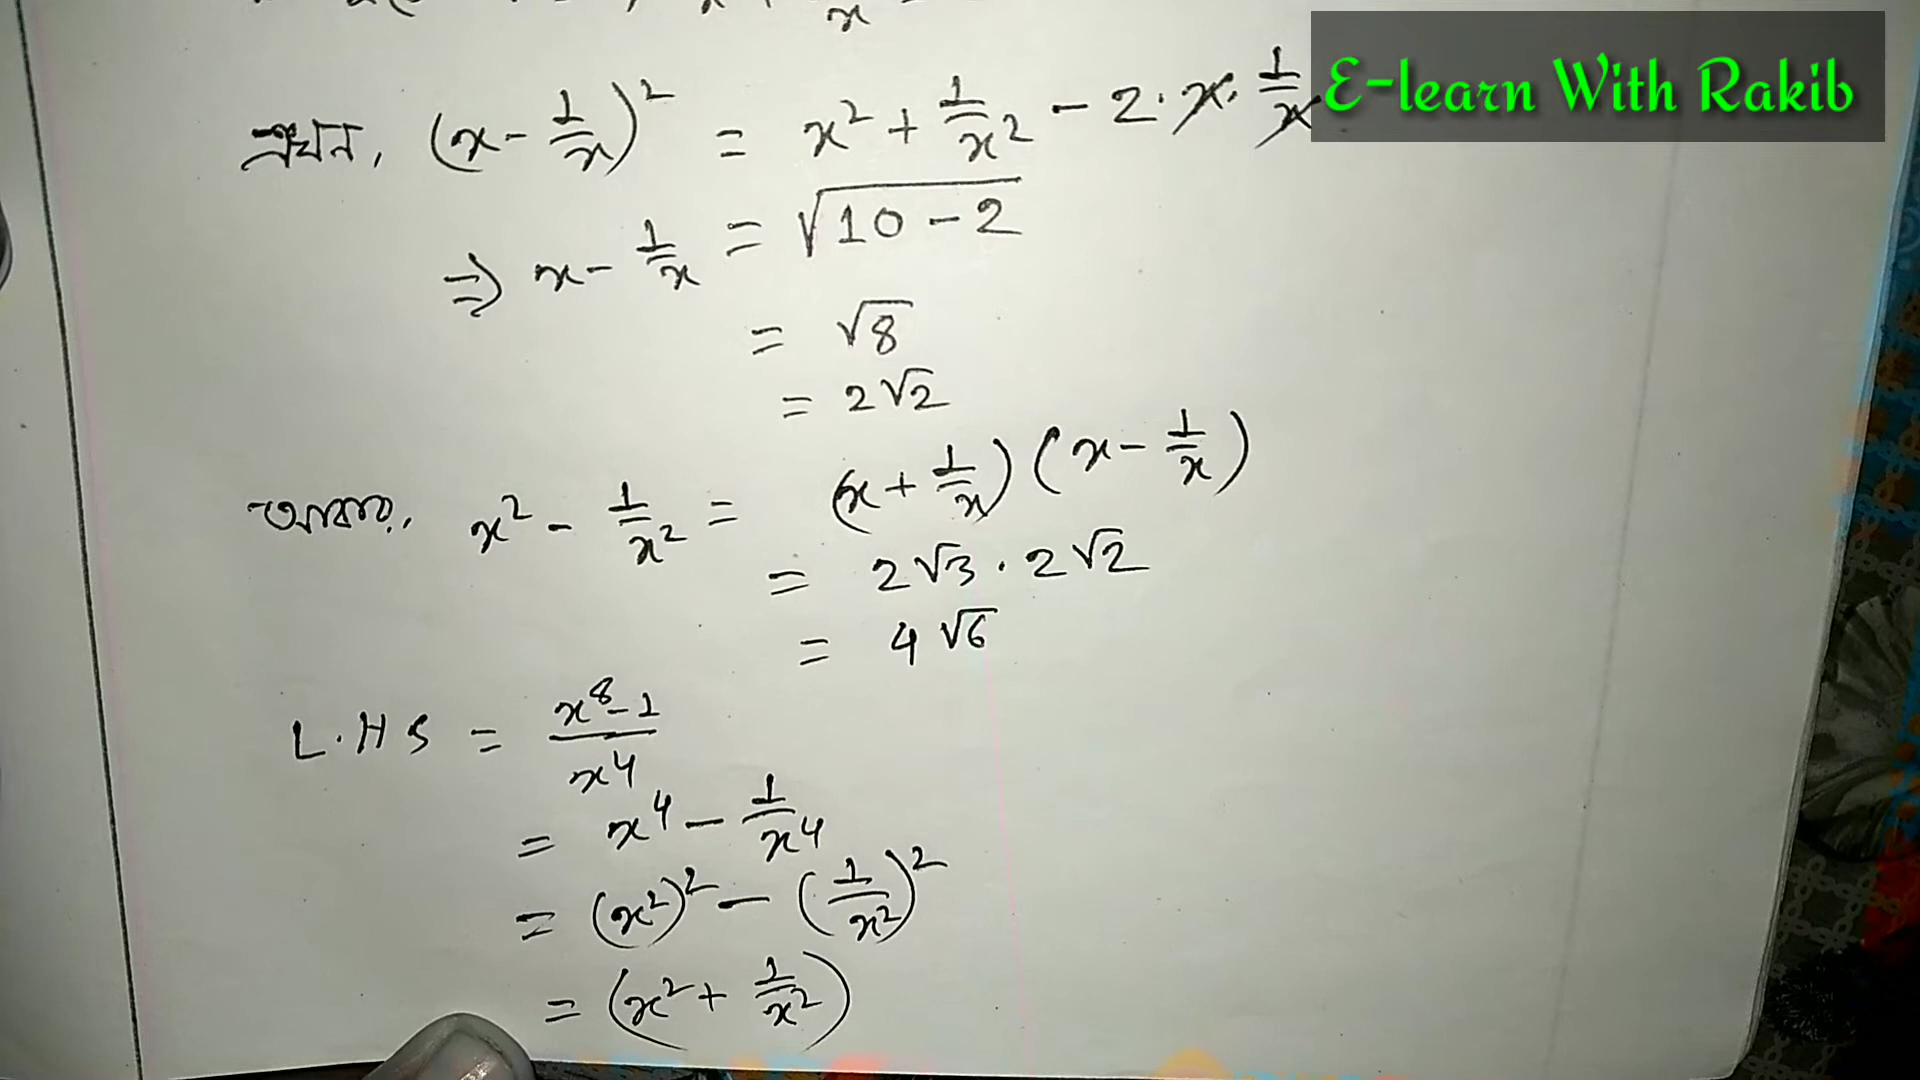 E-learn With Rakib
এখন, (x - 1/x)² = x² + 1/x² - 2·x·1/x
⇒ x - 1/x = √(10 - 2)
= √8
= 2√2
আবার, x² - 1/x² = (x + 1/x)(x - 1/x)
= 2√3 · 2√2
= 4√6
L.H S = (x⁸ - 1)/x⁴
= x⁴ - 1/x⁴
= (x²)² - (1/x²)²
= (x² + 1/x²)